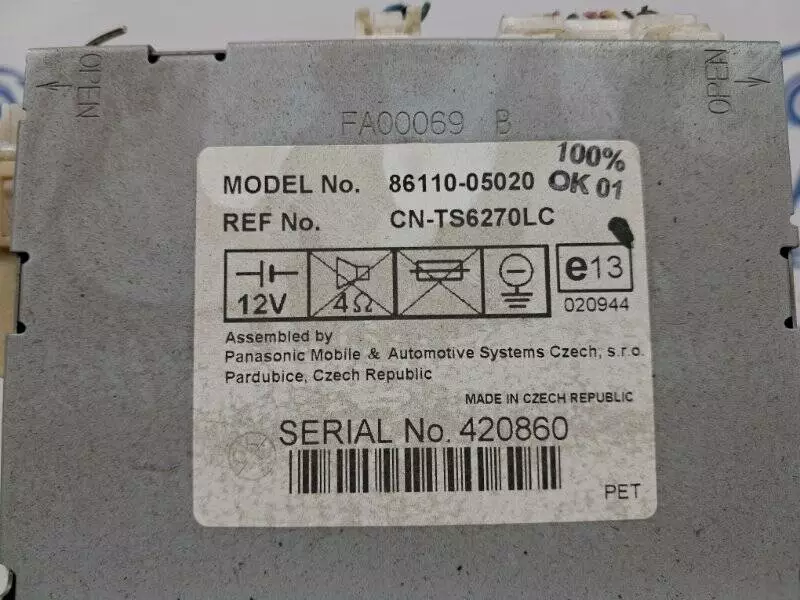 OPEN
OPEN
FA00069 B
100%
OK 01
MODEL No. 86110-05020
REF No. CN-TS6270LC
12V
4Ω
e13
020944
Assembled by
Panasonic Mobile & Automotive Systems Czech, s.r.o.
Pardubice, Czech Republic
MADE IN CZECH REPUBLIC
SERIAL No. 420860
PET